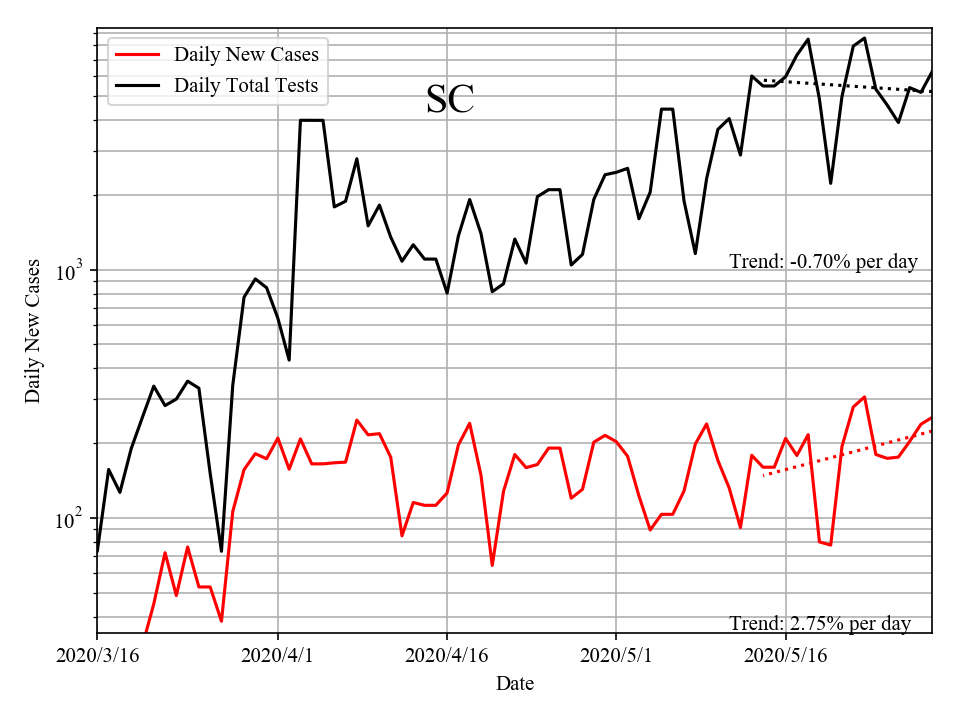 Daily New Cases
Daily Total Tests
SC
Daily New Cases
10³
10²
Trend: -0.70% per day
Trend: 2.75% per day
2020/3/16
2020/4/1
2020/4/16
2020/5/1
2020/5/16
Date